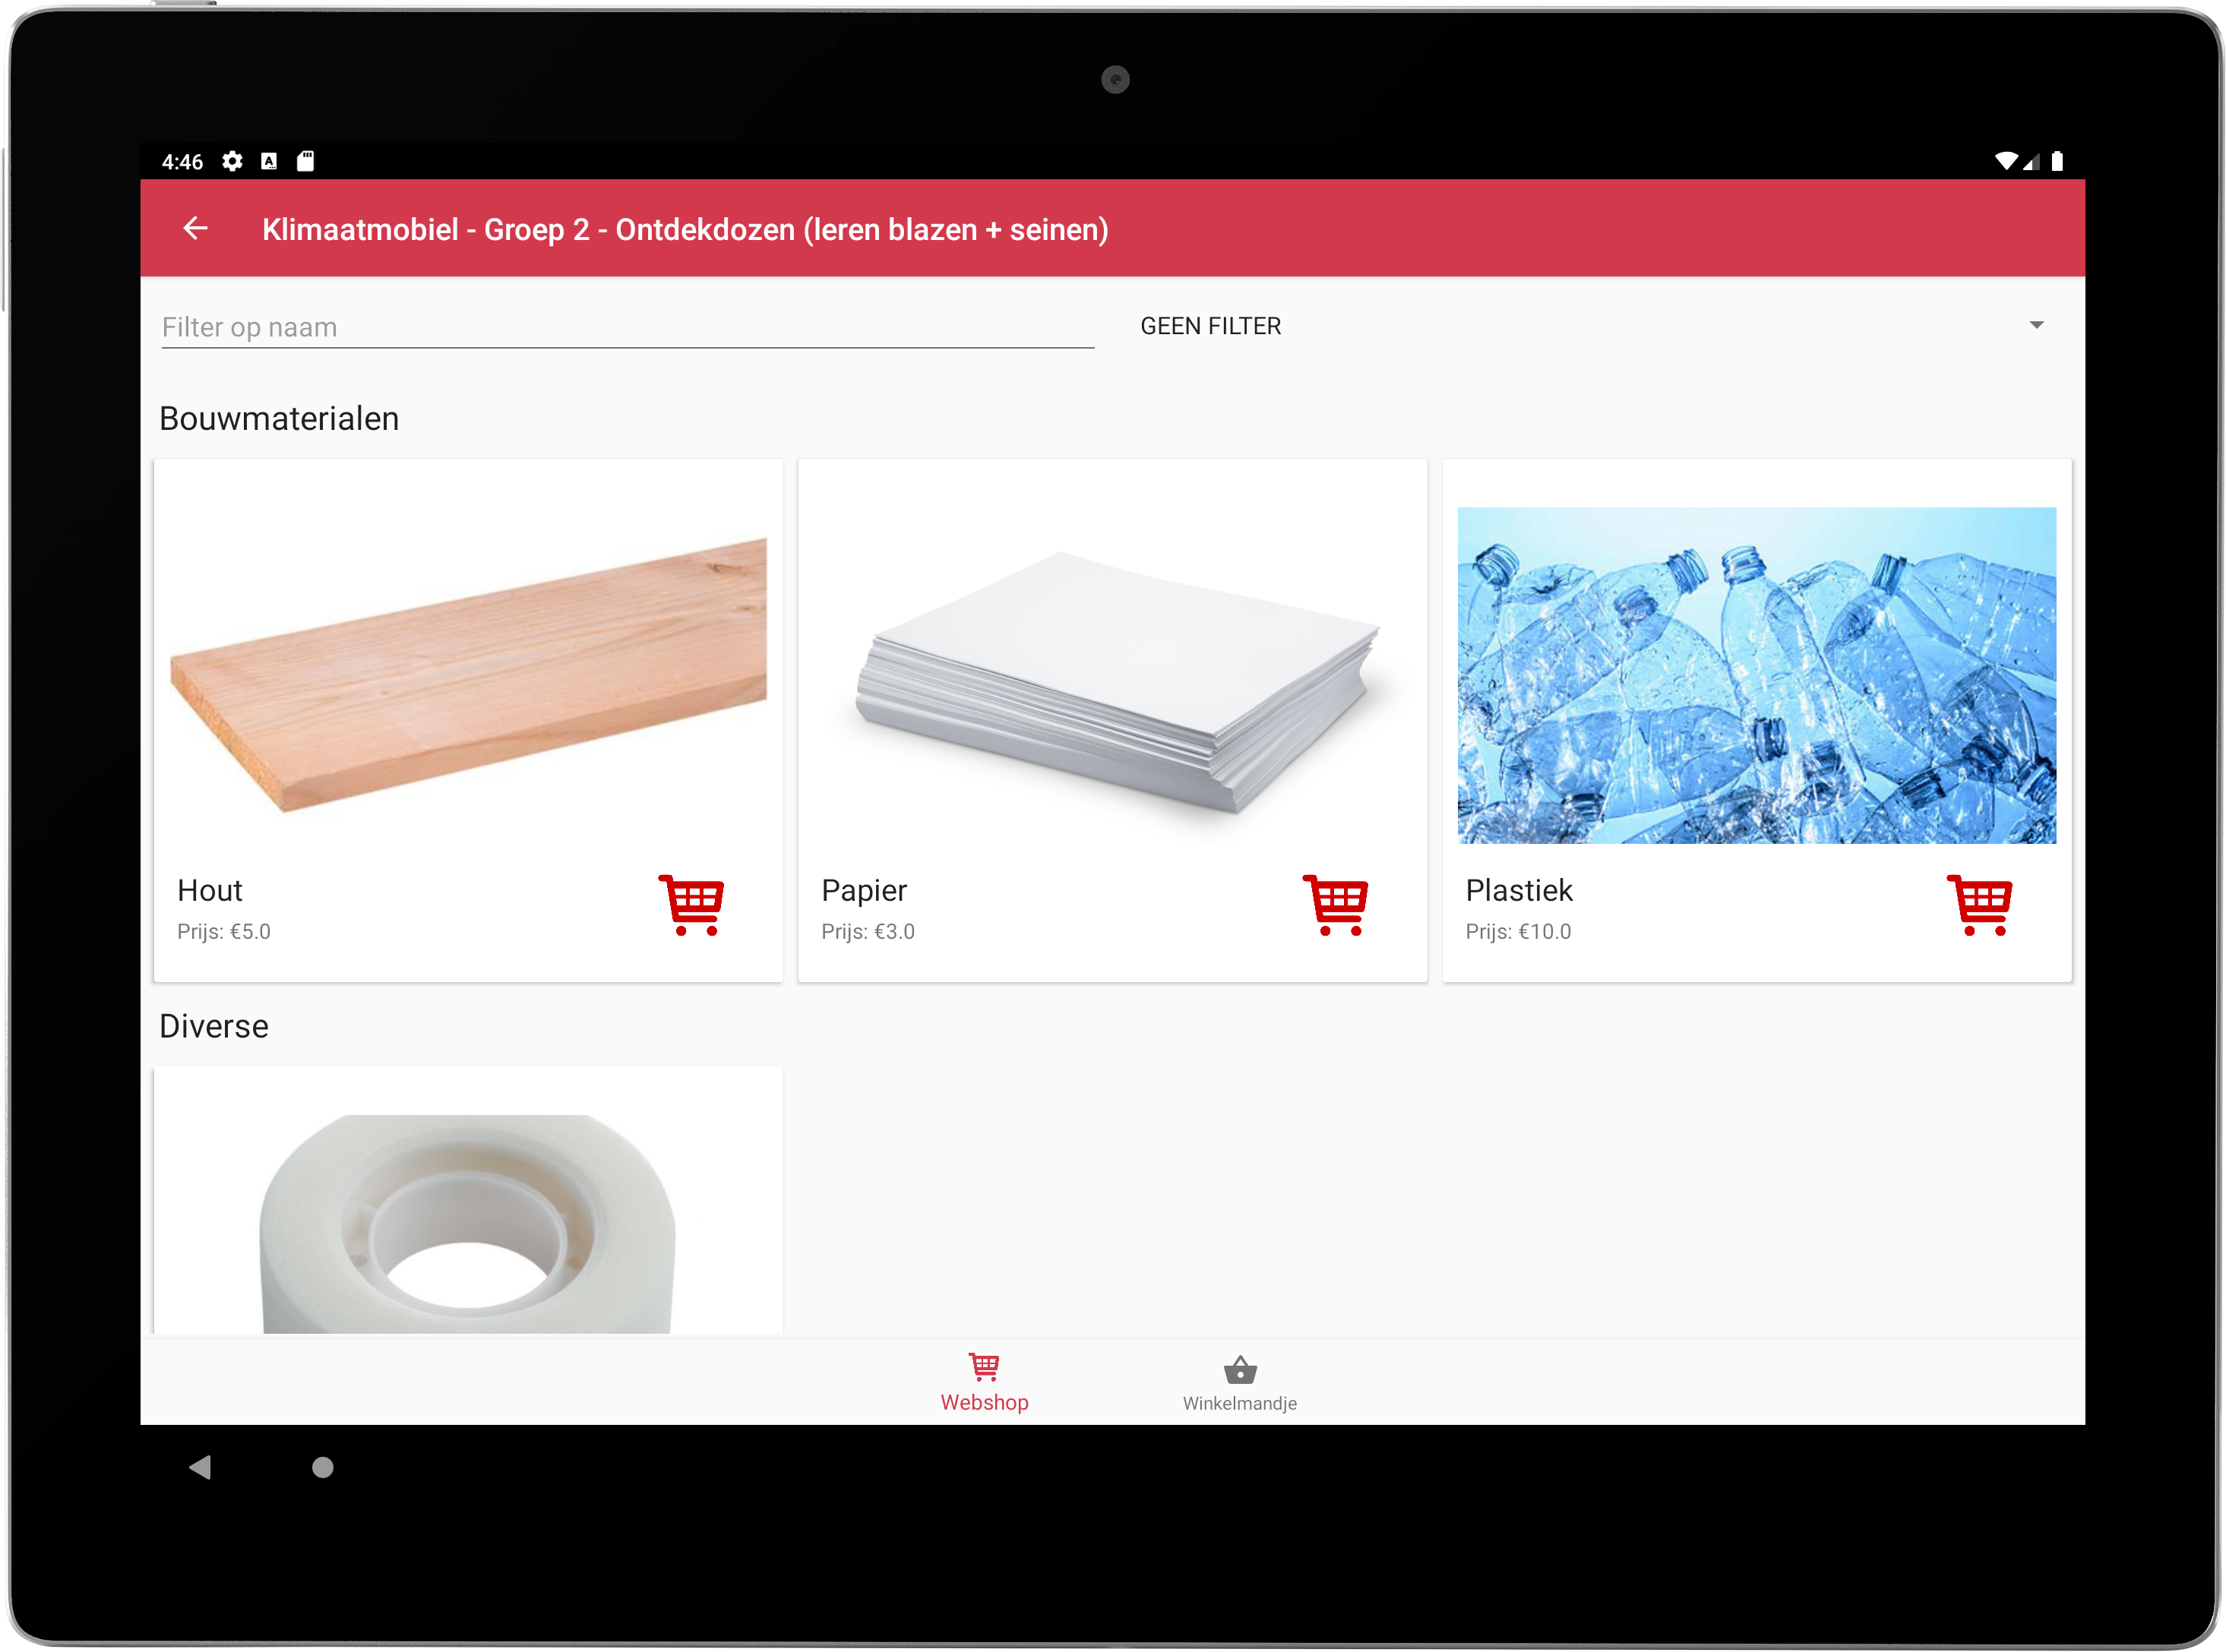 4:46
Klimaatmobiel - Groep 2 - Ontdekdozen (leren blazen + seinen)
Filter op naam
GEEN FILTER
Bouwmaterialen
Hout
Prijs: €5.0
Papier
Prijs: €3.0
Plastiek
Prijs: €10.0
Diverse
Webshop
Winkelmandje